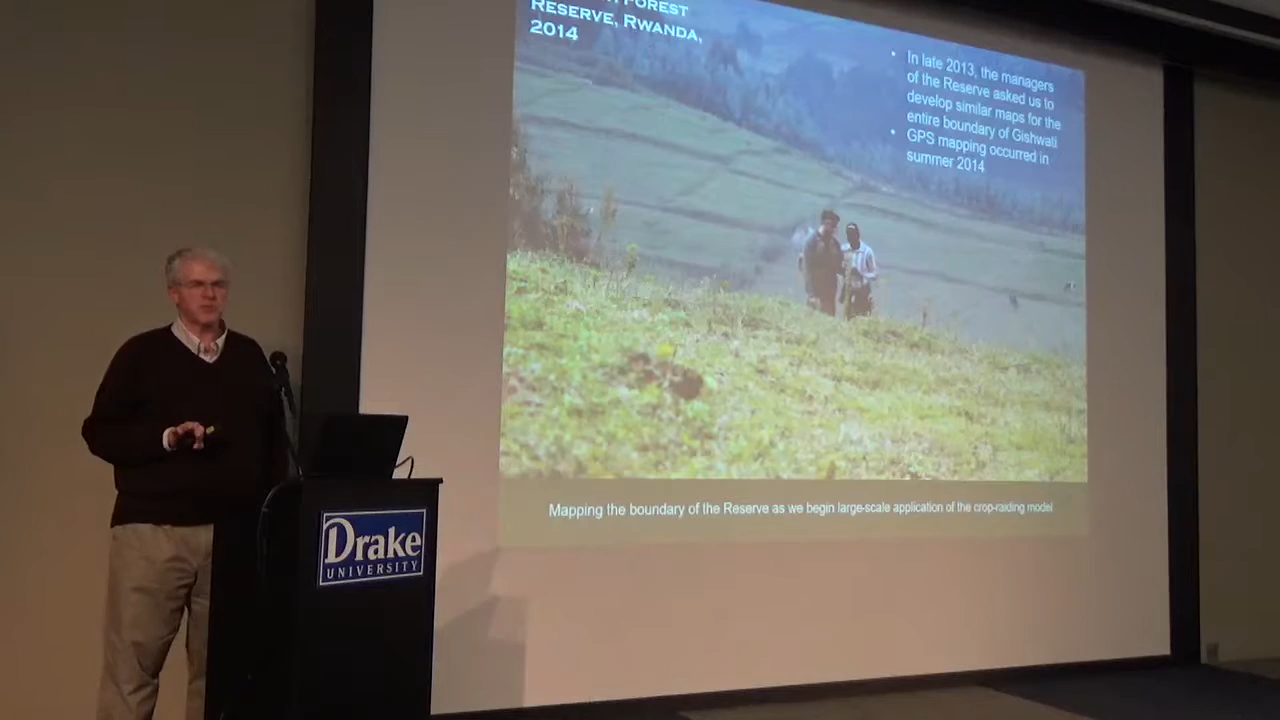 FOREST
RESERVE, RWANDA,
2014
• In late 2013, the managers
of the Reserve asked us to
develop similar maps for the
entire boundary of Gishwati
• GPS mapping occurred in
summer 2014
Mapping the boundary of the Reserve as we begin large-scale application of the crop-raiding model
Drake
UNIVERSITY